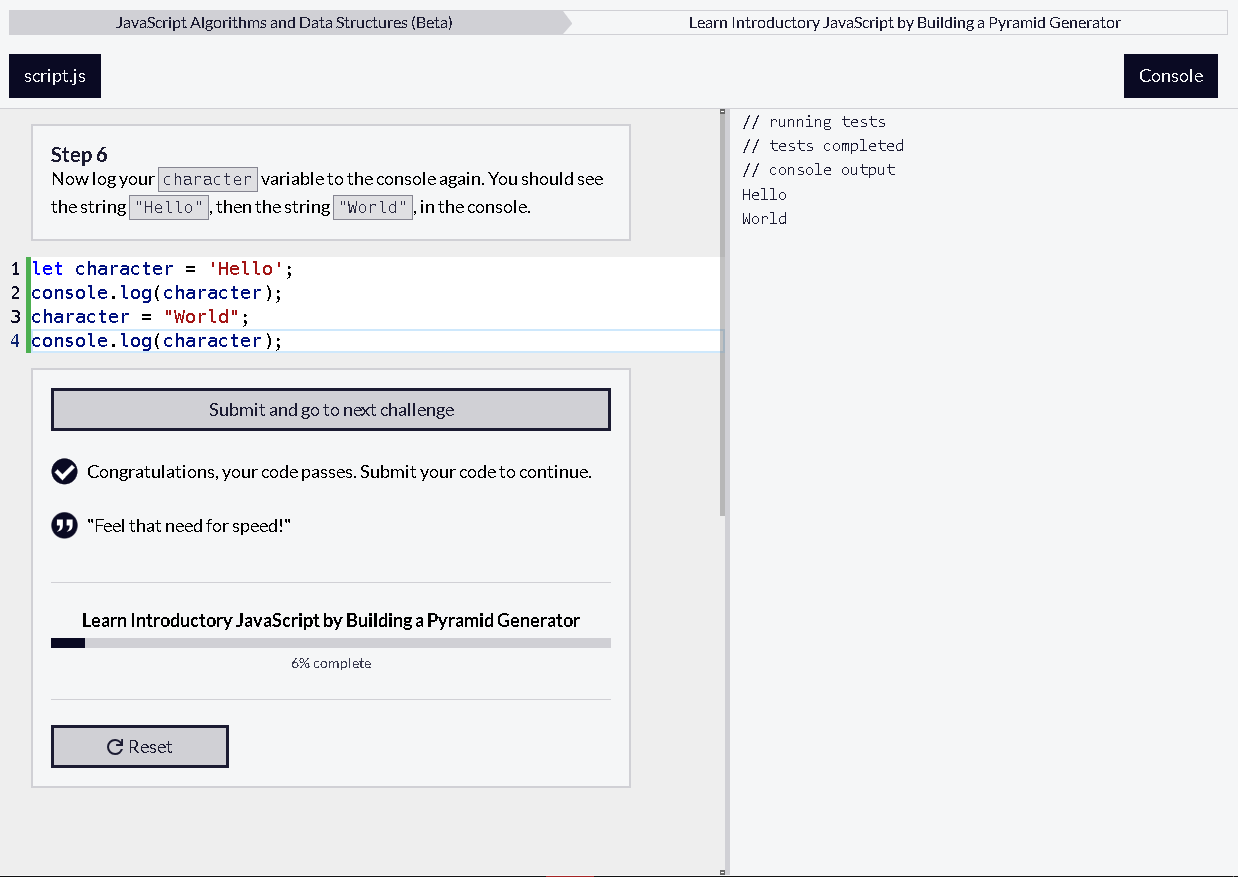 JavaScript Algorithms and Data Structures (Beta)
Learn Introductory JavaScript by Building a Pyramid Generator
script.js
Console
Step 6
Now log your character variable to the console again. You should see
the string "Hello", then the string "World", in the console.
1 let character = 'Hello';
2 console.log(character);
3 character = "World";
4 console.log(character);
Submit and go to next challenge
Congratulations, your code passes. Submit your code to continue.
"Feel that need for speed!"
Learn Introductory JavaScript by Building a Pyramid Generator
6% complete
Reset
// running tests
// tests completed
// console output
Hello
World